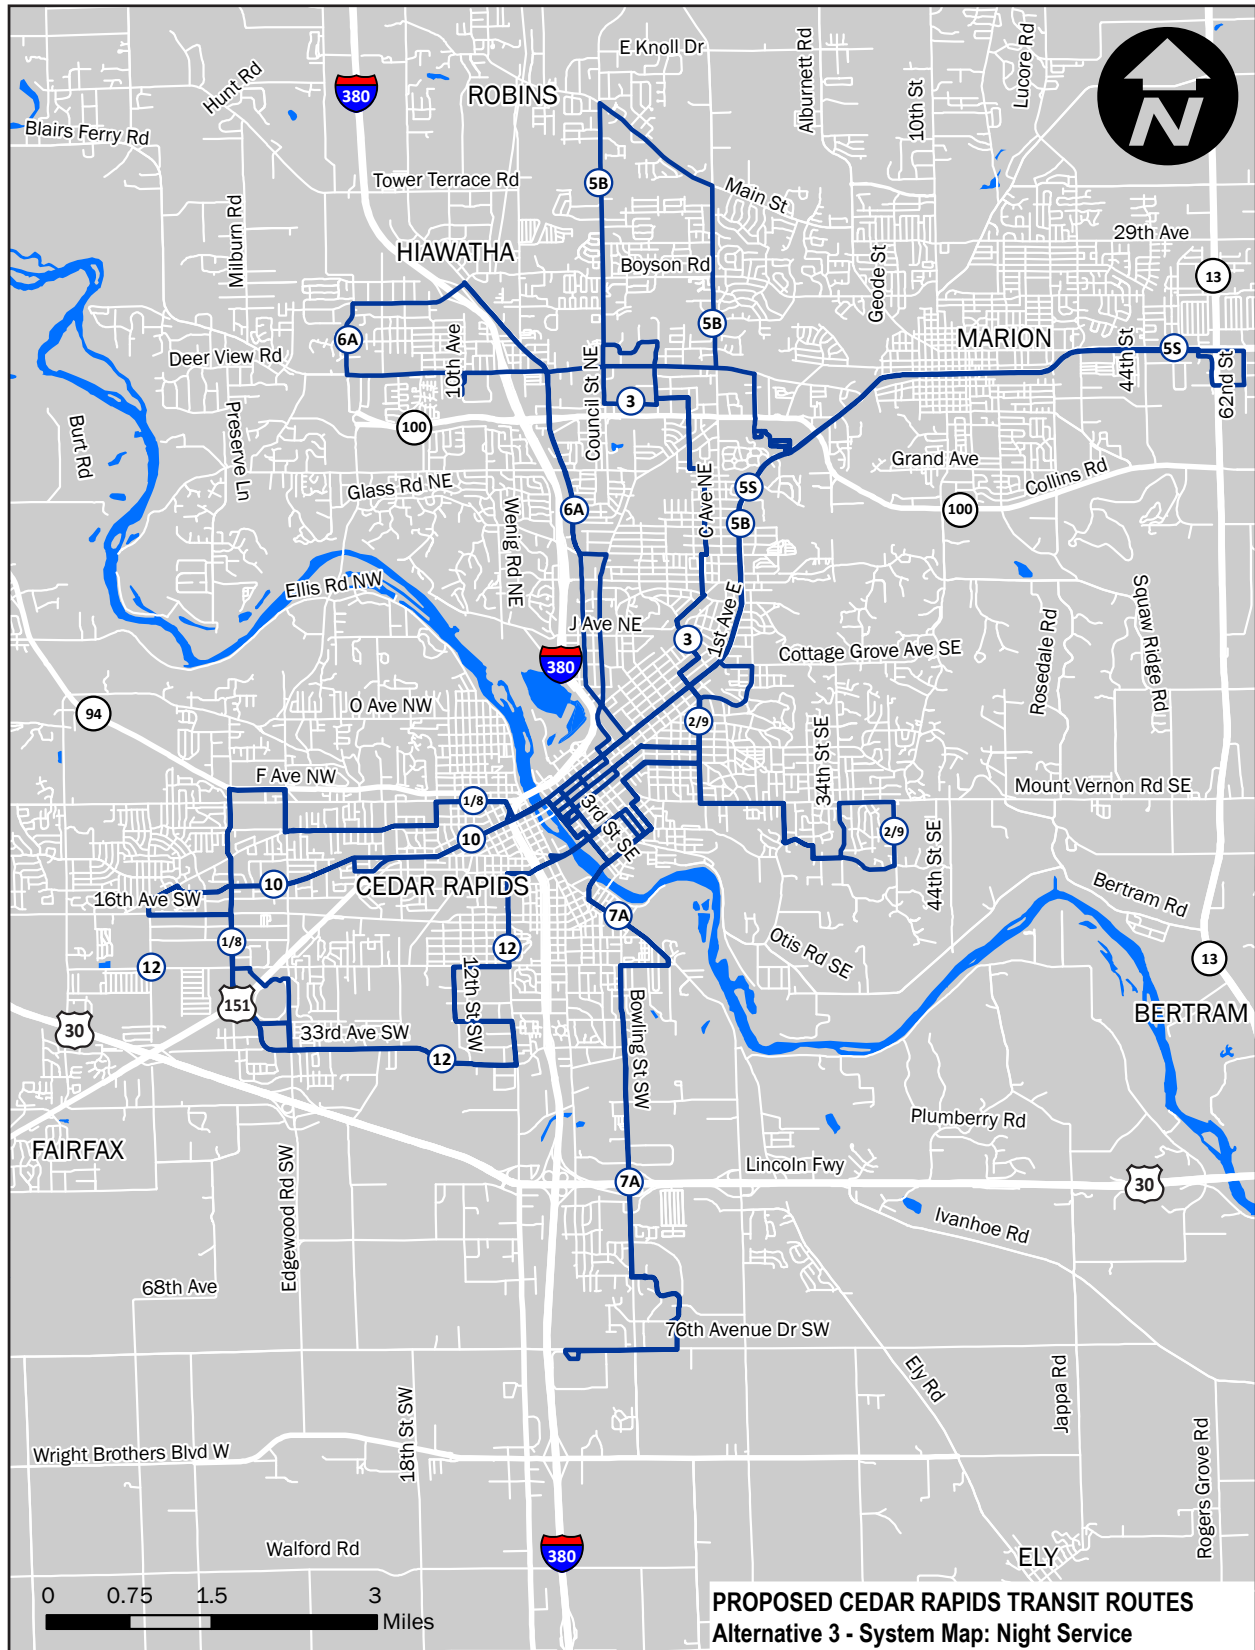 E Knoll Dr
Alburnett Rd
10th St
Lucore Rd
Hunt Rd
380
ROBINS
N
Blairs Ferry Rd
Tower Terrace Rd
5B
Main St
Milburn Rd
HIAWATHA
29th Ave
Boyson Rd
Geode St
13
6A
5B
MARION
Deer View Rd
10th Ave
Council St NE
44th St
5S
62nd St
3
Burt Rd
Preserve Ln
100
Glass Rd NE
Grand Ave
Collins Rd
5S
C Ave NE
6A
5B
100
Wenig Rd NE
Ellis Rd NW
J Ave NE
3
1st Ave E
Cottage Grove Ave SE
Squaw Ridge Rd
Rosedale Rd
380
94
O Ave NW
2/9
34th St SE
F Ave NW
Mount Vernon Rd SE
1/8
3rd St SE
2/9
10
44th St SE
10
CEDAR RAPIDS
16th Ave SW
Bertram Rd
7A
1/8
12
Otis Rd SE
12
13
12th St SW
151
30
33rd Ave SW
Bowling St SW
BERTRAM
12
Plumberry Rd
FAIRFAX
Lincoln Fwy
7A
30
Edgewood Rd SW
Ivanhoe Rd
68th Ave
76th Avenue Dr SW
Ely Rd
Jappa Rd
18th St SW
Wright Brothers Blvd W
Rogers Grove Rd
Walford Rd
380
ELY
0 0.75 1.5 3
Miles
PROPOSED CEDAR RAPIDS TRANSIT ROUTES
Alternative 3 - System Map: Night Service